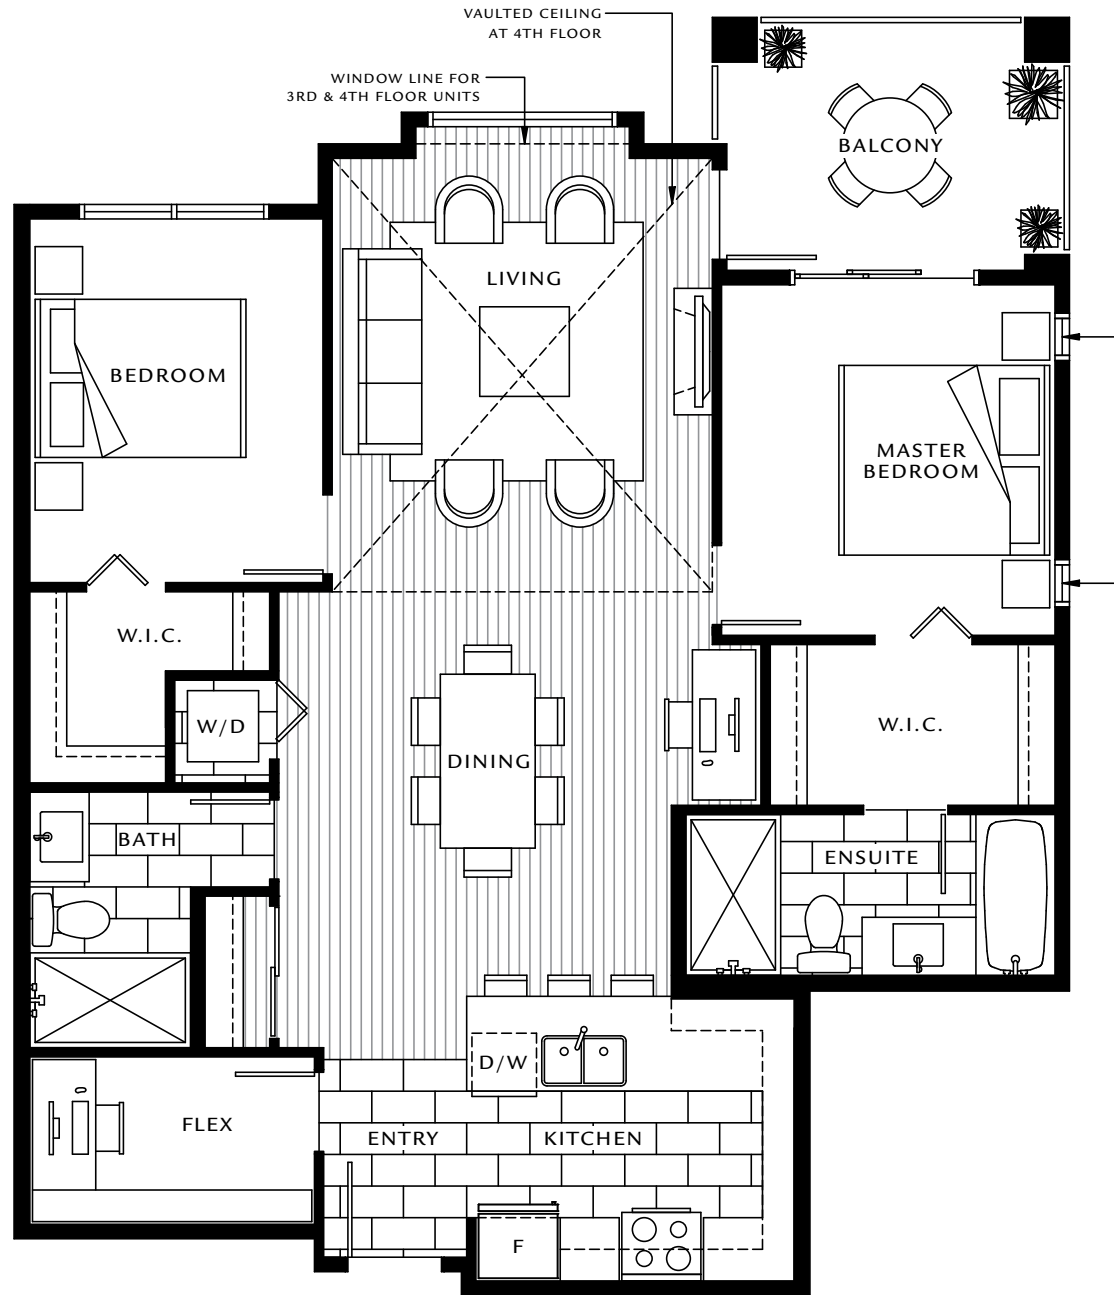 VAULTED CEILING
AT 4TH FLOOR
WINDOW LINE FOR
3RD & 4TH FLOOR UNITS
BALCONY
LIVING
BEDROOM
MASTER
BEDROOM
W.I.C.
W/D
W.I.C.
DINING
BATH
ENSUITE
D/W
FLEX
ENTRY
KITCHEN
F